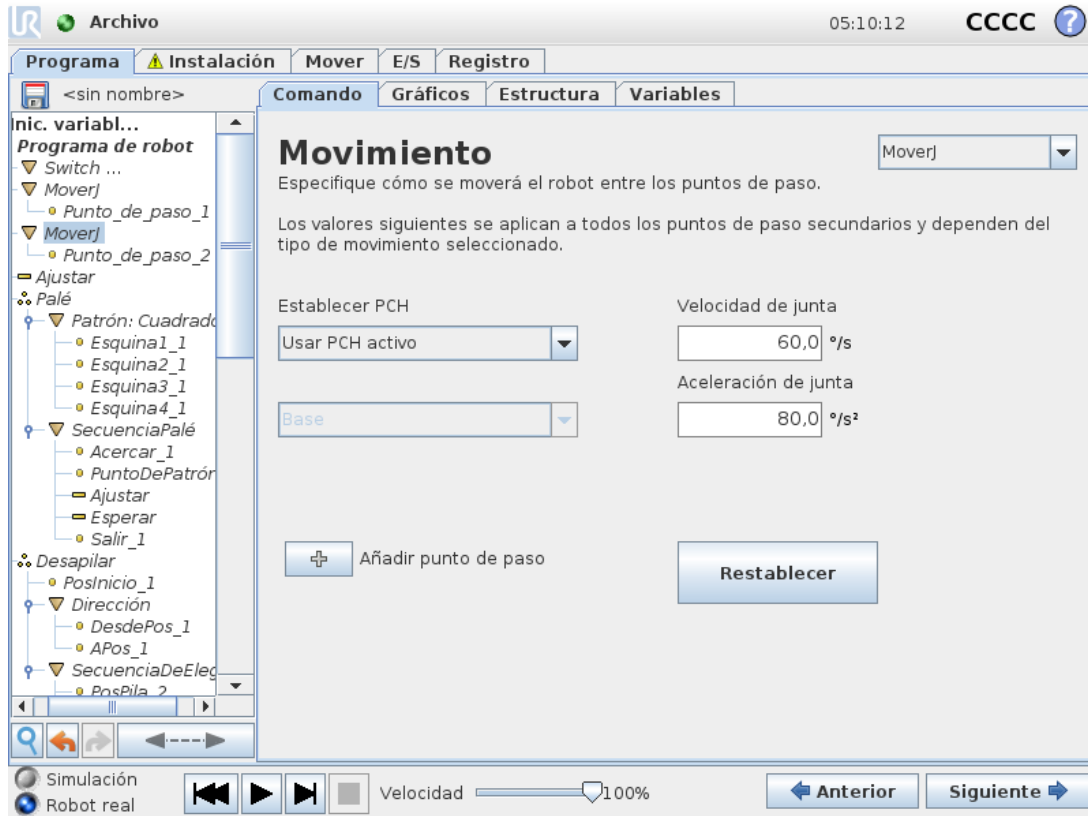 UR Archivo 05:10:12 CCCC ?
Programa Instalación Mover E/S Registro
<sin nombre> Comando Gráficos Estructura Variables
Inic. variabl...
Programa de robot
Switch ...
MoverJ
Punto_de_paso_1
MoverJ
Punto_de_paso_2
Ajustar
Palé
Patrón: Cuadrado
Esquina1_1
Esquina2_1
Esquina3_1
Esquina4_1
SecuenciaPalé
Acercar_1
PuntoDePatrón
Ajustar
Esperar
Salir_1
Desapilar
PosInicio_1
Dirección
DesdePos_1
APos_1
SecuenciaDeEleg
PosPila_2
Movimiento MoverJ
Especifique cómo se moverá el robot entre los puntos de paso.
Los valores siguientes se aplican a todos los puntos de paso secundarios y dependen del
tipo de movimiento seleccionado.
Establecer PCH Velocidad de junta
Usar PCH activo 60,0 °/s
Aceleración de junta
Base 80,0 °/s²
Añadir punto de paso Restablecer
Simulación
Robot real
Velocidad 100% Anterior Siguiente